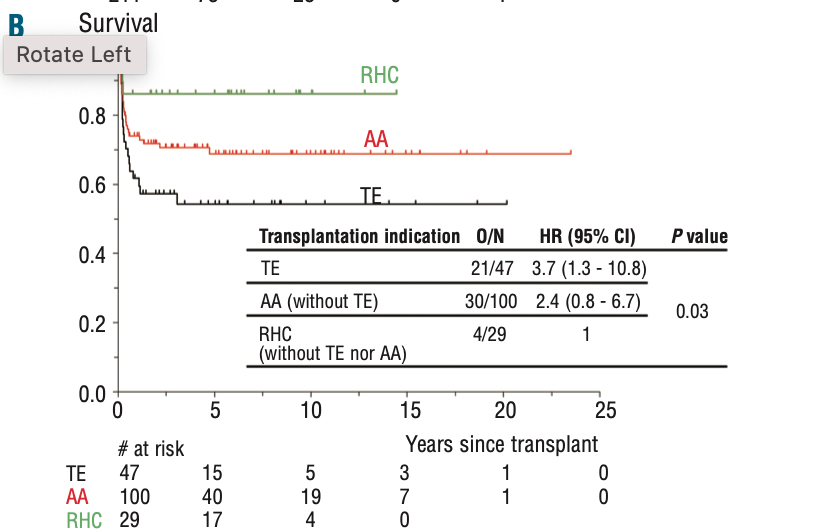 B Survival
Rotate Left
RHC
0.8
AA
0.6
TE
Transplantation indication O/N HR (95% CI) P value
0.4
TE 21/47 3.7 (1.3 - 10.8)
AA (without TE) 30/100 2.4 (0.8 - 6.7)
0.03
0.2
RHC 4/29 1
(without TE nor AA)
0.0
0 5 10 15 20 25
# at risk Years since transplant
TE 47 15 5 3 1 0
AA 100 40 19 7 1 0
RHC 29 17 4 0